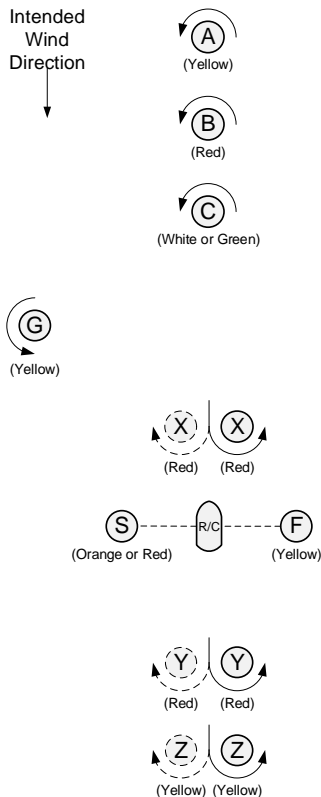 Intended
Wind
Direction
A
(Yellow)
B
(Red)
C
(White or Green)
G
(Yellow)
X X
(Red) (Red)
S R/C F
(Orange or Red) (Yellow)
Y Y
(Red) (Red)
Z Z
(Yellow) (Yellow)